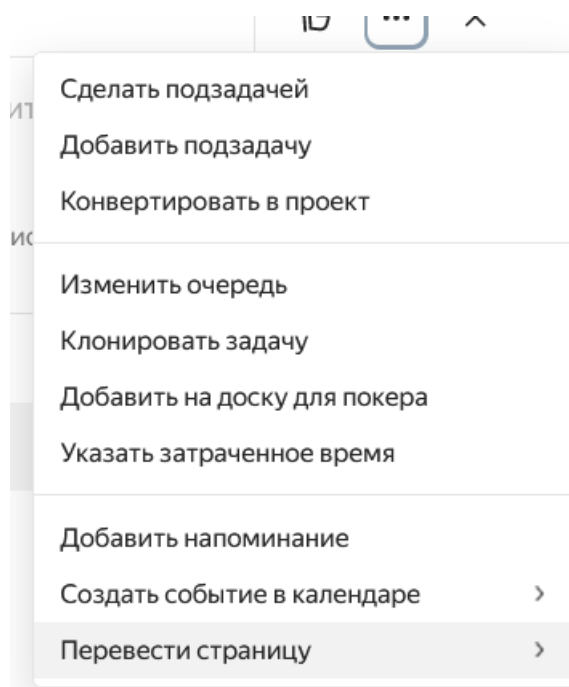 Сделать подзадачей
Добавить подзадачу
Конвертировать в проект
Изменить очередь
Клонировать задачу
Добавить на доску для покера
Указать затраченное время
Добавить напоминание
Создать событие в календаре
Перевести страницу